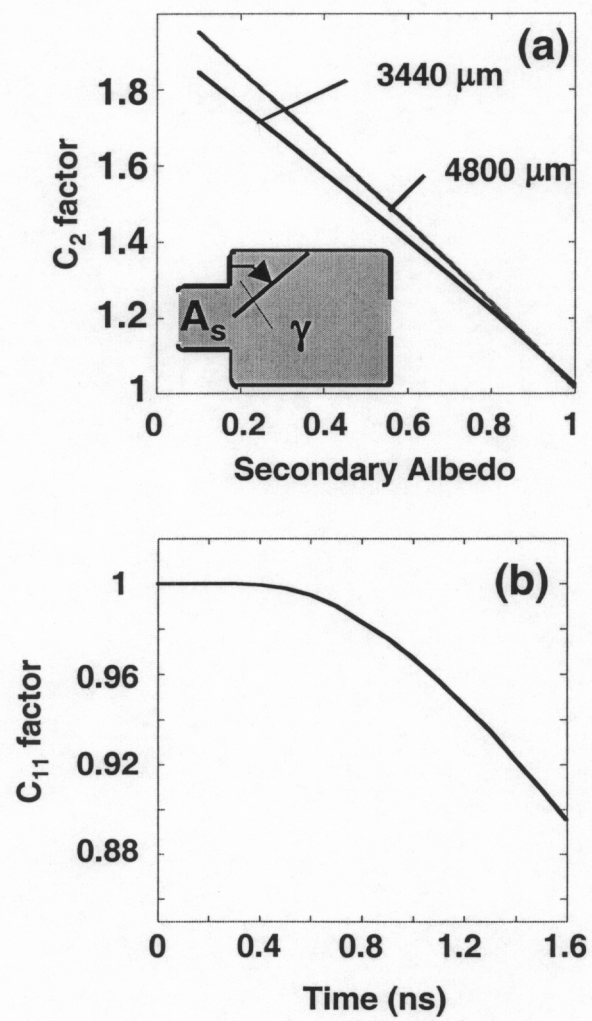 (a)
3440 μm
4800 μm
C₂ factor
1.8
1.6
1.4
1.2
1
Aₛ
γ
0 0.2 0.4 0.6 0.8 1
Secondary Albedo
(b)
C₁₁ factor
1
0.96
0.92
0.88
0 0.4 0.8 1.2 1.6
Time (ns)